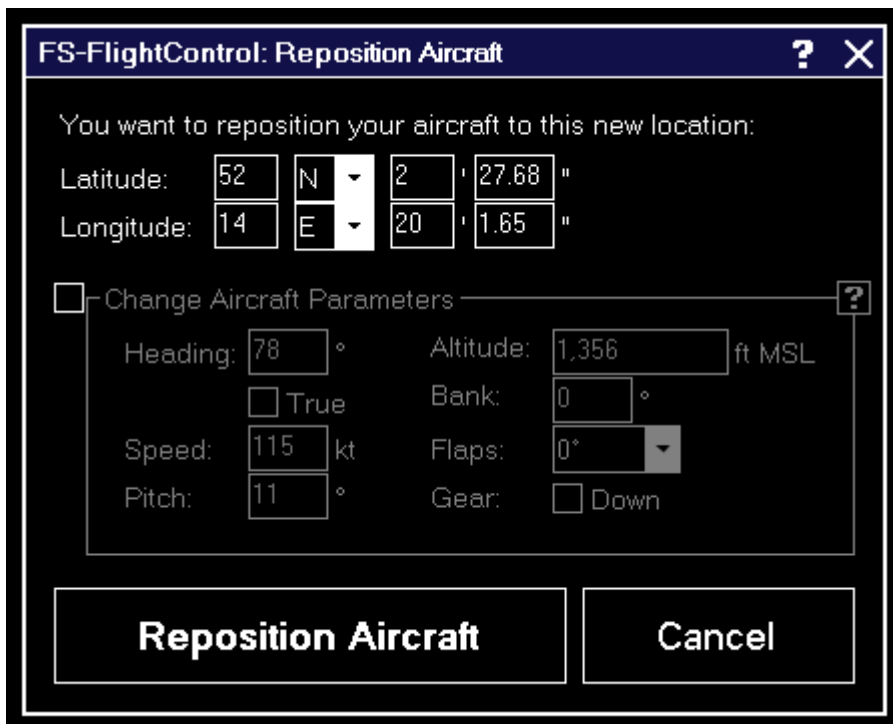 FS-FlightControl: Reposition Aircraft ? X
You want to reposition your aircraft to this new location:
Latitude: 52 N 2 ' 27.68 "
Longitude: 14 E 20 ' 1.65 "
Change Aircraft Parameters ?
Heading: 78 ° Altitude: 1,356 ft MSL
True Bank: 0 °
Speed: 115 kt Flaps: 0°
Pitch: 11 ° Gear: Down
Reposition Aircraft Cancel